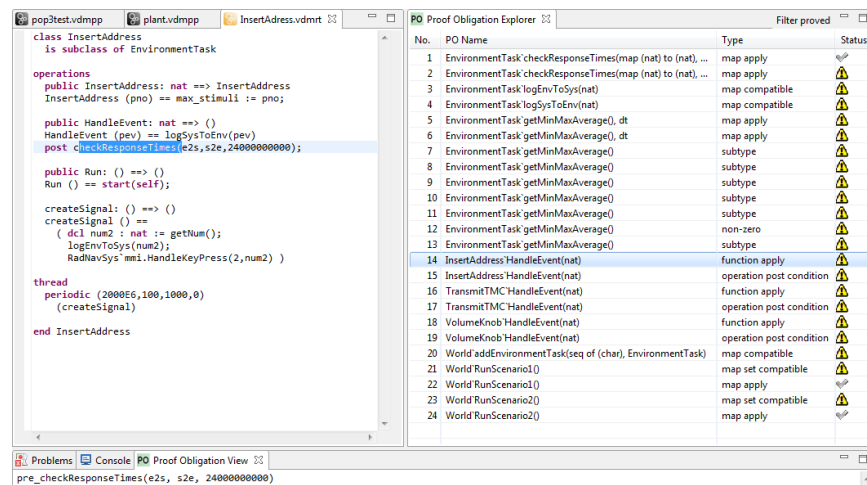 pop3test.vdmpp
plant.vdmpp
InsertAdress.vdmrt
class InsertAddress
is subclass of EnvironmentTask
operations
public InsertAddress: nat ==> InsertAddress
InsertAddress (pno) == max_stimuli := pno;
public HandleEvent: nat ==> ()
HandleEvent (pev) == logSysToEnv(pev)
post checkResponseTimes(e2s,s2e,24000000000);
public Run: () ==> ()
Run () == start(self);
createSignal: () ==> ()
createSignal () ==
( dcl num2 : nat := getNum();
logEnvToSys(num2);
RadNavSys`mmi.HandleKeyPress(2,num2) )
thread
periodic (2000E6,100,1000,0)
(createSignal)
end InsertAddress
PO Proof Obligation Explorer
Filter proved
No. PO Name Type Status
1 EnvironmentTask`checkResponseTimes(map (nat) to (nat), ... map apply
2 EnvironmentTask`checkResponseTimes(map (nat) to (nat), ... map apply
3 EnvironmentTask`logEnvToSys(nat) map compatible
4 EnvironmentTask`logSysToEnv(nat) map compatible
5 EnvironmentTask`getMinMaxAverage(), dt map apply
6 EnvironmentTask`getMinMaxAverage(), dt map apply
7 EnvironmentTask`getMinMaxAverage() subtype
8 EnvironmentTask`getMinMaxAverage() subtype
9 EnvironmentTask`getMinMaxAverage() subtype
10 EnvironmentTask`getMinMaxAverage() subtype
11 EnvironmentTask`getMinMaxAverage() subtype
12 EnvironmentTask`getMinMaxAverage() non-zero
13 EnvironmentTask`getMinMaxAverage() subtype
14 InsertAddress`HandleEvent(nat) function apply
15 InsertAddress`HandleEvent(nat) operation post condition
16 TransmitTMC`HandleEvent(nat) function apply
17 TransmitTMC`HandleEvent(nat) operation post condition
18 VolumeKnob`HandleEvent(nat) function apply
19 VolumeKnob`HandleEvent(nat) operation post condition
20 World`addEnvironmentTask(seq of (char), EnvironmentTask) map compatible
21 World`RunScenario1() map set compatible
22 World`RunScenario1() map apply
23 World`RunScenario2() map set compatible
24 World`RunScenario2() map apply
Problems Console PO Proof Obligation View
pre_checkResponseTimes(e2s, s2e, 24000000000)